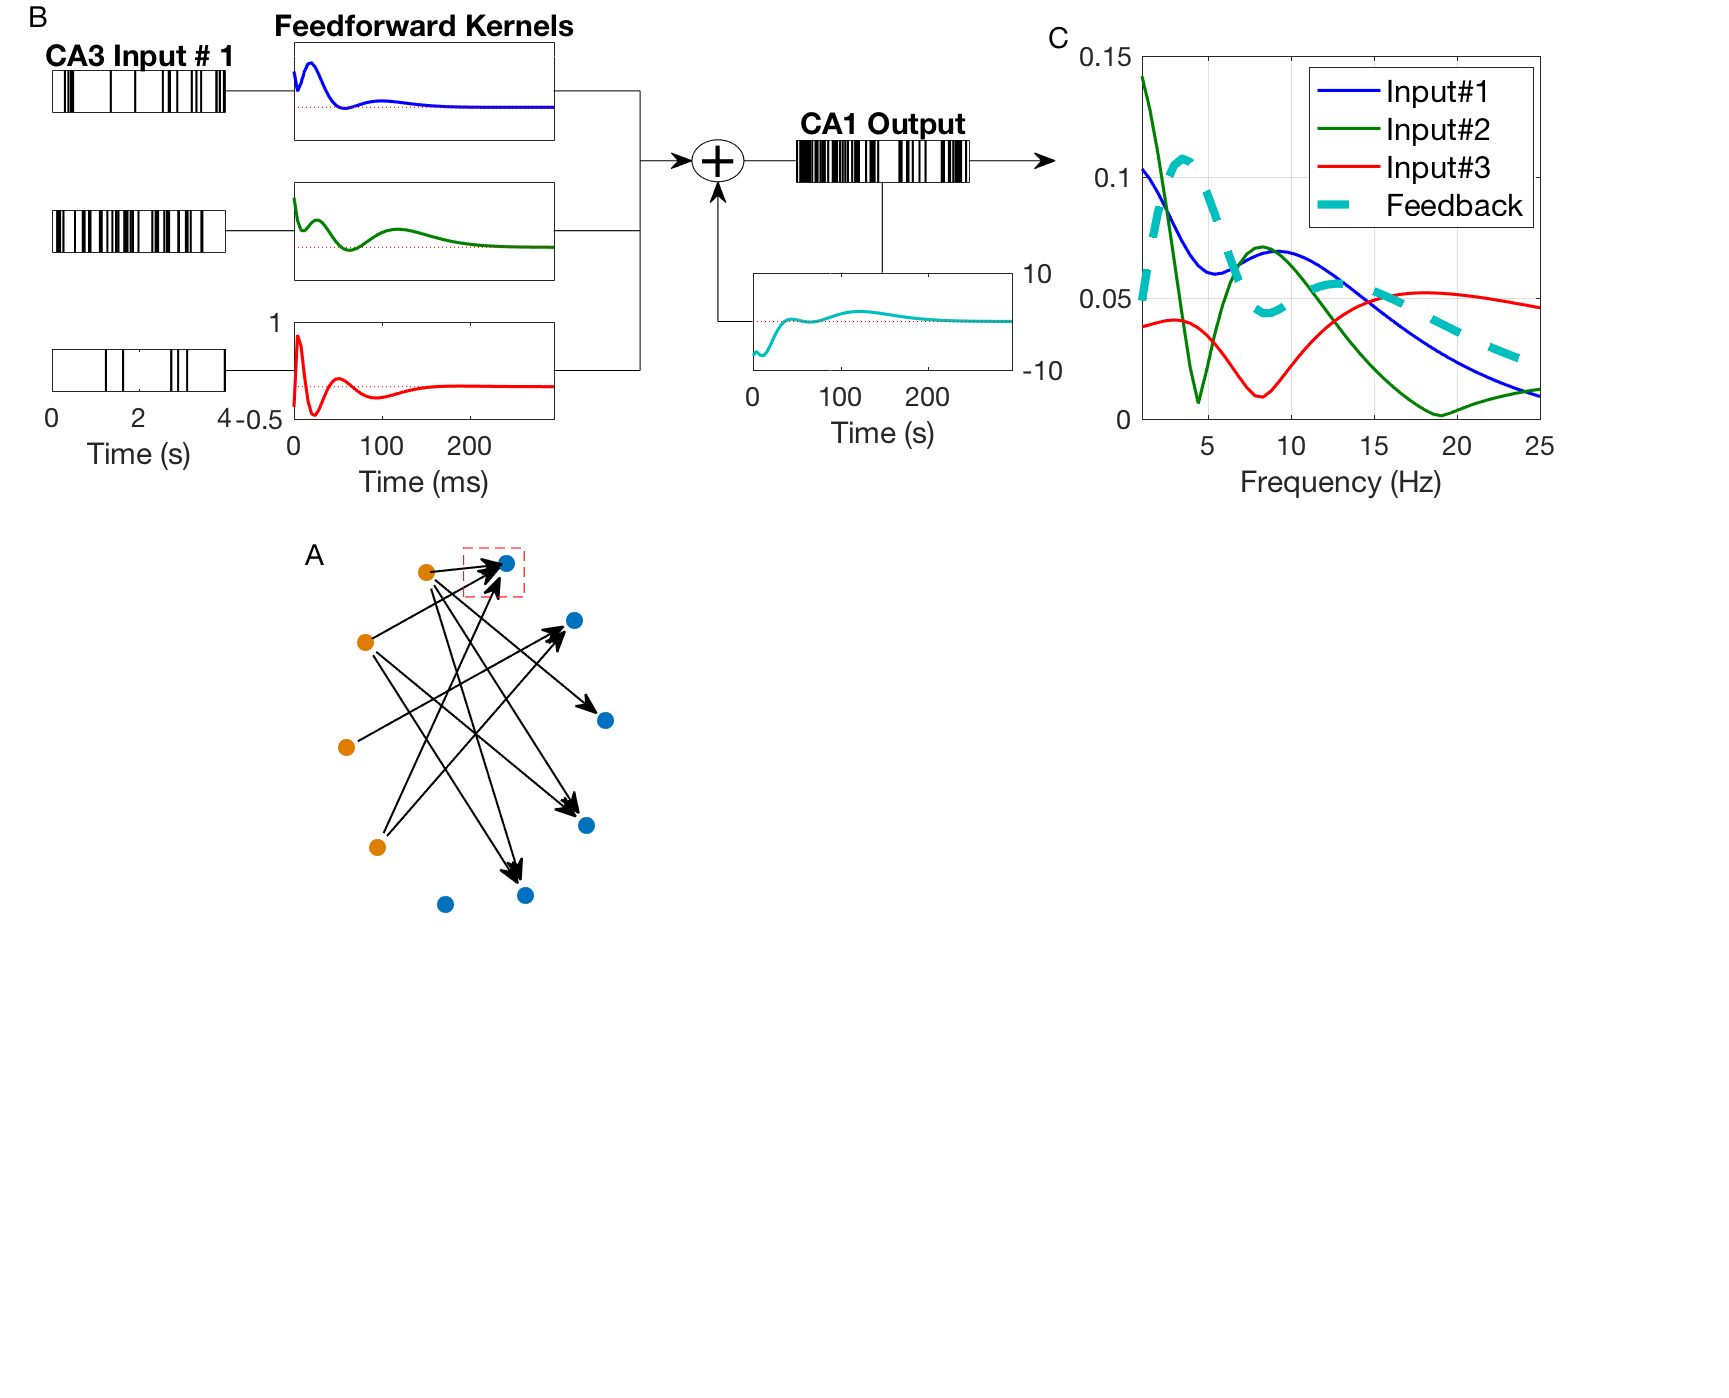 B
Feedforward Kernels
CA3 Input # 1
1
-0.5
0 2 4
Time (s)
0 100 200
Time (ms)
+
CA1 Output
10
-10
0 100 200
Time (s)
C
0.15
0.1
0.05
0
Input#1
Input#2
Input#3
Feedback
5 10 15 20 25
Frequency (Hz)
A